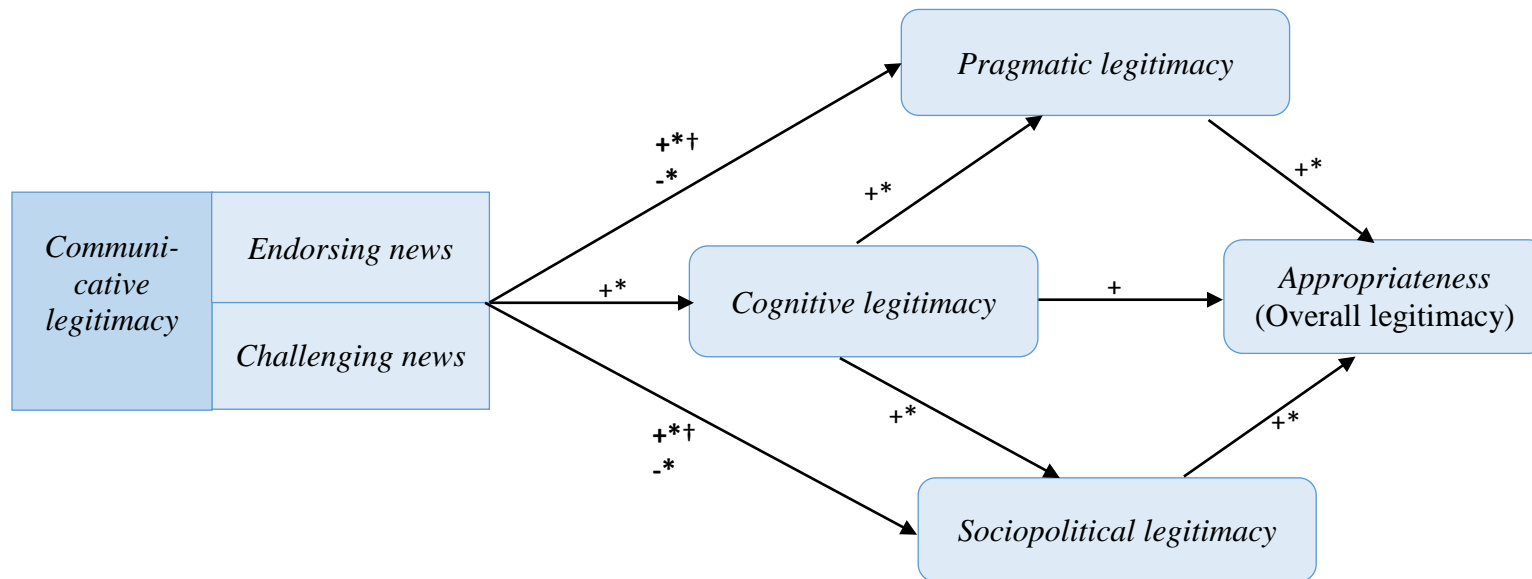 Pragmatic legitimacy
+*†
-*
+*
+*
Communi-
cative
legitimacy
Endorsing news
Challenging news
+*
Cognitive legitimacy
+
Appropriateness
(Overall legitimacy)
+*
+*
+*†
-*
Sociopolitical legitimacy